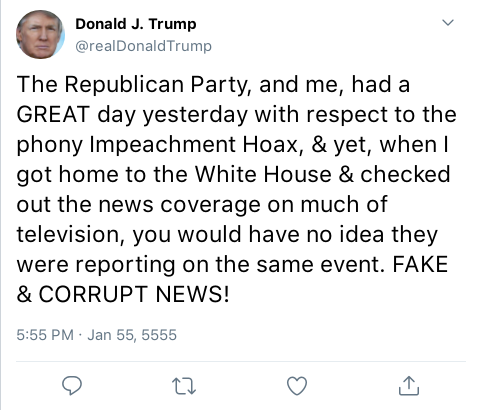 Donald J. Trump
@realDonaldTrump
The Republican Party, and me, had a
GREAT day yesterday with respect to the
phony Impeachment Hoax, & yet, when I
got home to the White House & checked
out the news coverage on much of
television, you would have no idea they
were reporting on the same event. FAKE
& CORRUPT NEWS!
5:55 PM · Jan 55, 5555